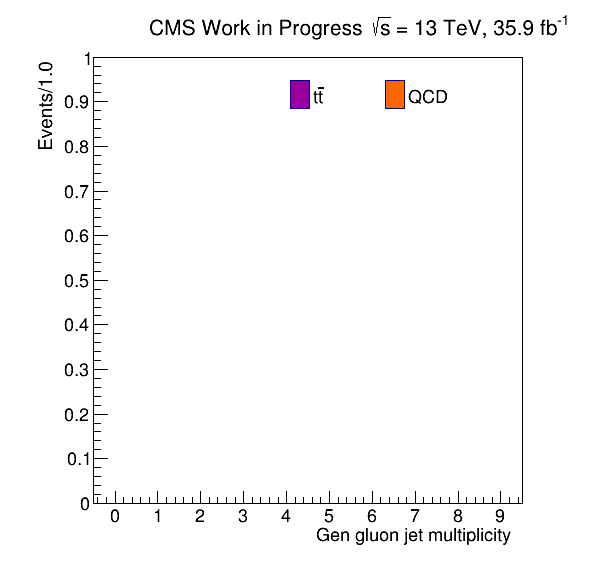 CMS Work in Progress √s = 13 TeV, 35.9 fb⁻¹
Events/1.0
1
0.9
0.8
0.7
0.6
0.5
0.4
0.3
0.2
0.1
0
tt̄ QCD
0 1 2 3 4 5 6 7 8 9
Gen gluon jet multiplicity